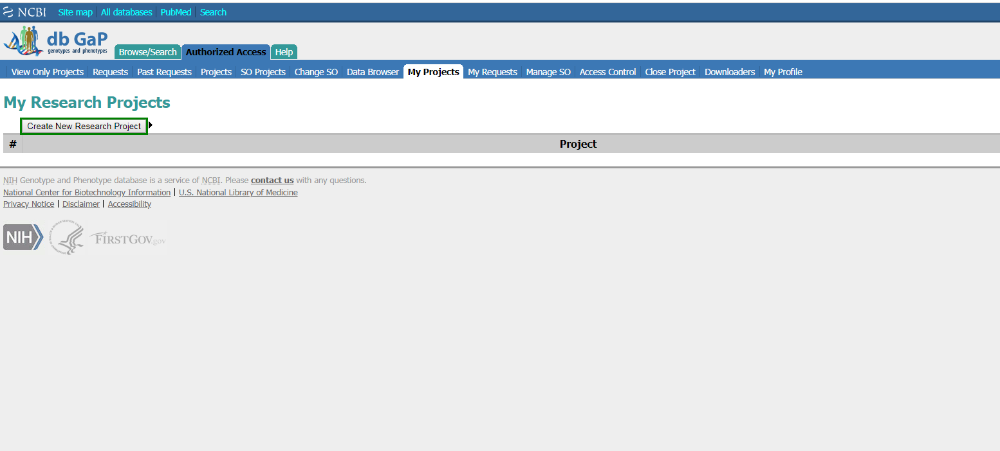 NCBI Site map All databases PubMed Search
db GaP
genotypes and phenotypes
Browse/Search Authorized Access Help
View Only Projects Requests Past Requests Projects SO Projects Change SO Data Browser My Projects My Requests Manage SO Access Control Close Project Downloaders My Profile
My Research Projects
Create New Research Project
# Project
NIH Genotype and Phenotype database is a service of NCBI. Please contact us with any questions.
National Center for Biotechnology Information | U.S. National Library of Medicine
Privacy Notice | Disclaimer | Accessibility
NIH
FIRSTGOV.gov